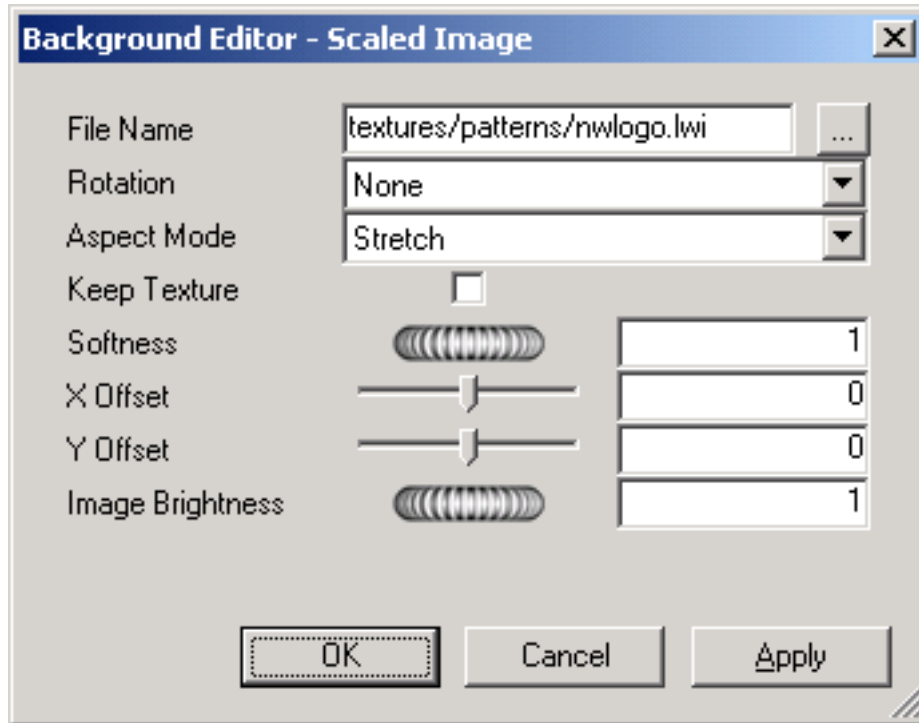 Background Editor - Scaled Image
File Name textures/patterns/nwlogo.lwi ...
Rotation None
Aspect Mode Stretch
Keep Texture
Softness 1
X Offset 0
Y Offset 0
Image Brightness 1
OK Cancel Apply